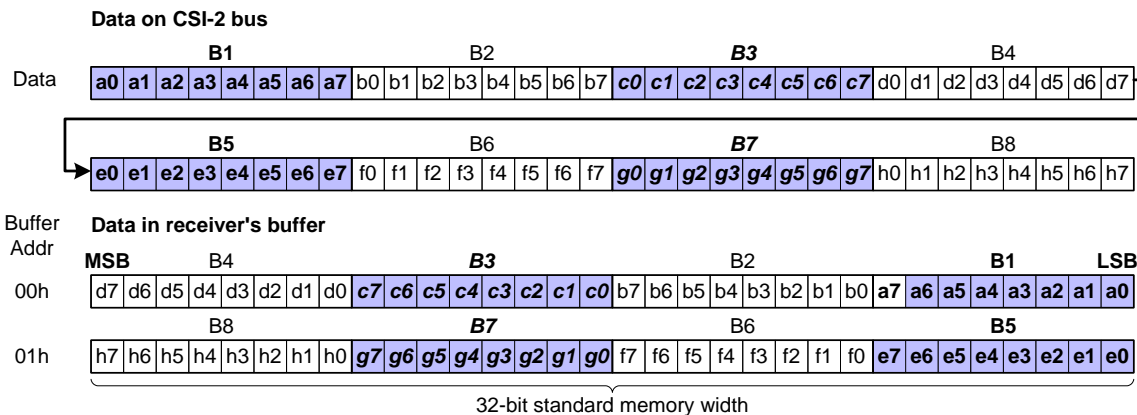 Data on CSI-2 bus
B1 B2 B3 B4
Data a0 a1 a2 a3 a4 a5 a6 a7 b0 b1 b2 b3 b4 b5 b6 b7 c0 c1 c2 c3 c4 c5 c6 c7 d0 d1 d2 d3 d4 d5 d6 d7
B5 B6 B7 B8
e0 e1 e2 e3 e4 e5 e6 e7 f0 f1 f2 f3 f4 f5 f6 f7 g0 g1 g2 g3 g4 g5 g6 g7 h0 h1 h2 h3 h4 h5 h6 h7
Buffer Addr
Data in receiver's buffer
MSB B4 B3 B2 B1 LSB
00h d7 d6 d5 d4 d3 d2 d1 d0 c7 c6 c5 c4 c3 c2 c1 c0 b7 b6 b5 b4 b3 b2 b1 b0 a7 a6 a5 a4 a3 a2 a1 a0
B8 B7 B6 B5
01h h7 h6 h5 h4 h3 h2 h1 h0 g7 g6 g5 g4 g3 g2 g1 g0 f7 f6 f5 f4 f3 f2 f1 f0 e7 e6 e5 e4 e3 e2 e1 e0
32-bit standard memory width